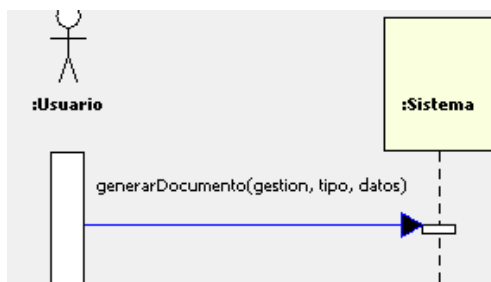 :Usuario
:Sistema
generarDocumento(gestion, tipo, datos)